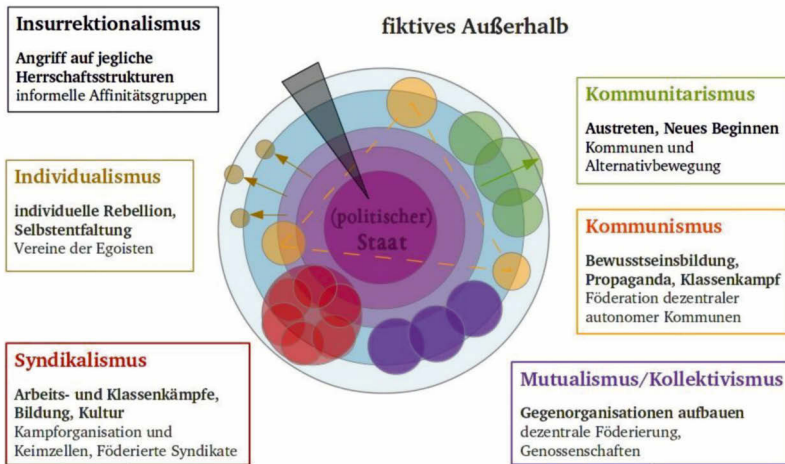 Insurrektionalismus
Angriff auf jegliche
Herrschaftsstrukturen
informelle Affinitätsgruppen
fiktives Außerhalb
Kommunitarismus
Austreten, Neues Beginnen
Kommunen und
Alternativbewegung
Individualismus
individuelle Rebellion,
Selbstentfaltung
Vereine der Egoisten
(politischer)
Staat
Kommunismus
Bewusstseinsbildung,
Propaganda, Klassenkampf
Föderation dezentraler
autonomer Kommunen
Syndikalismus
Arbeits- und Klassenkämpfe,
Bildung, Kultur
Kampforganisation und
Keimzellen, Föderierte Syndikate
Mutualismus/Kollektivismus
Gegenorganisationen aufbauen
dezentrale Föderierung,
Genossenschaften